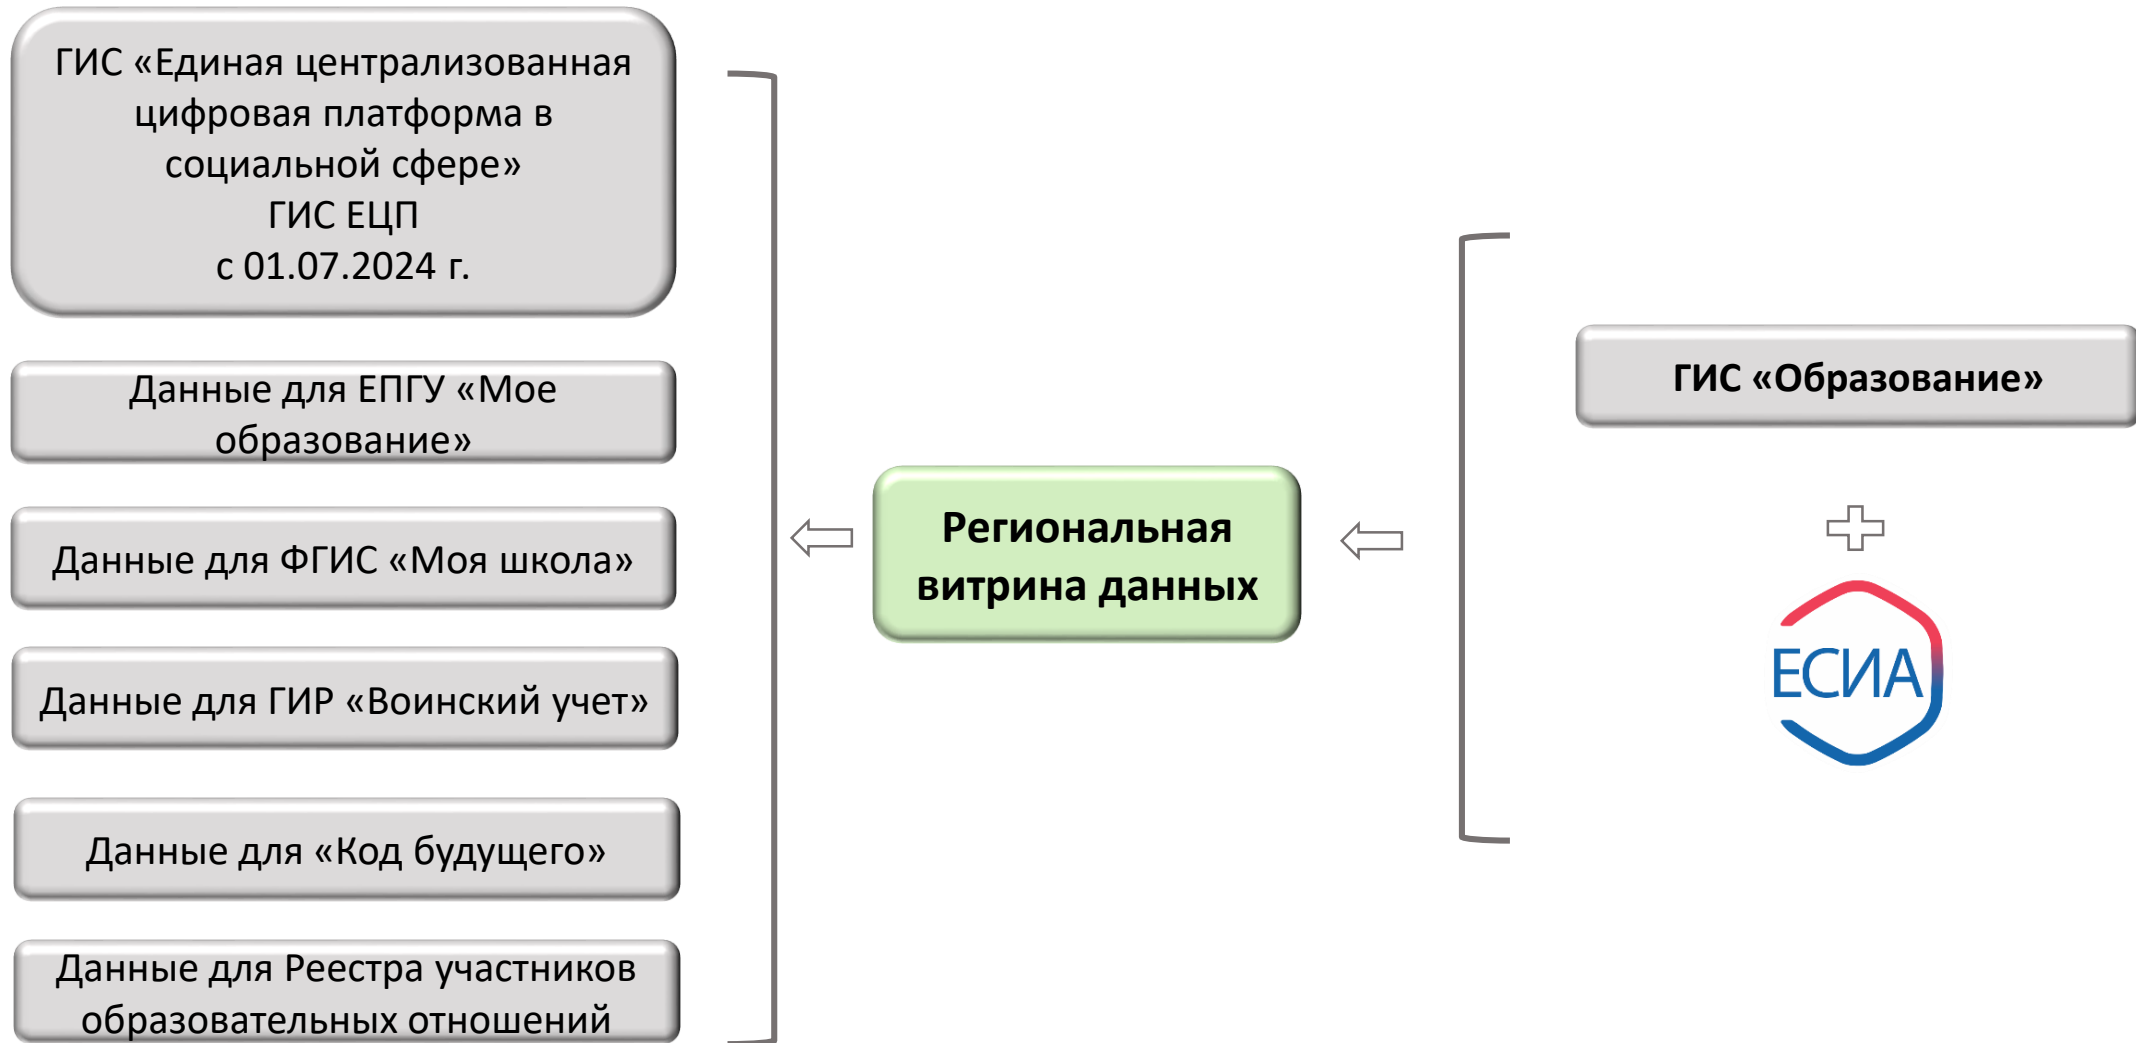 ГИС «Единая централизованная
цифровая платформа в
социальной сфере»
ГИС ЕЦП
с 01.07.2024 г.
Данные для ЕПГУ «Мое
образование»
Данные для ФГИС «Моя школа»
Данные для ГИР «Воинский учет»
Данные для «Код будущего»
Данные для Реестра участников
образовательных отношений
Региональная
витрина данных
ГИС «Образование»
ЕСИА